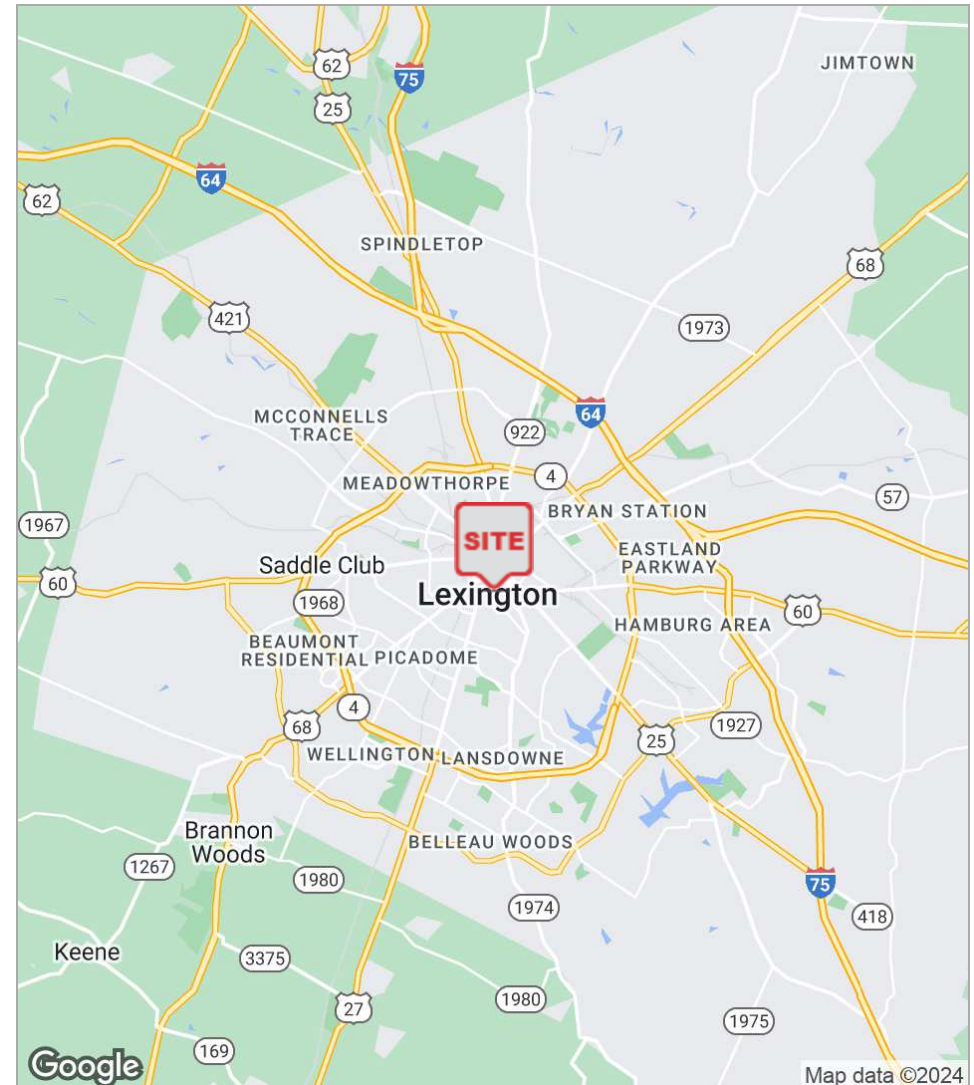 JIMTOWN
62
75
25
64
62
SPINDLETOP
68
421
1973
MCCONNELLS
TRACE
64
922
MEADOWTHORPE
4
57
BRYAN STATION
1967
SITE
EASTLAND
PARKWAY
Saddle Club
60
Lexington
1968
60
HAMBURG AREA
BEAUMONT
RESIDENTIAL
PICADOME
4
68
1927
25
WELLINGTON
LANSDOWNE
Brannon
Woods
BELLEAU WOODS
1267
1980
75
1974
418
Keene
3375
1980
27
1975
169
Google
Map data ©2024